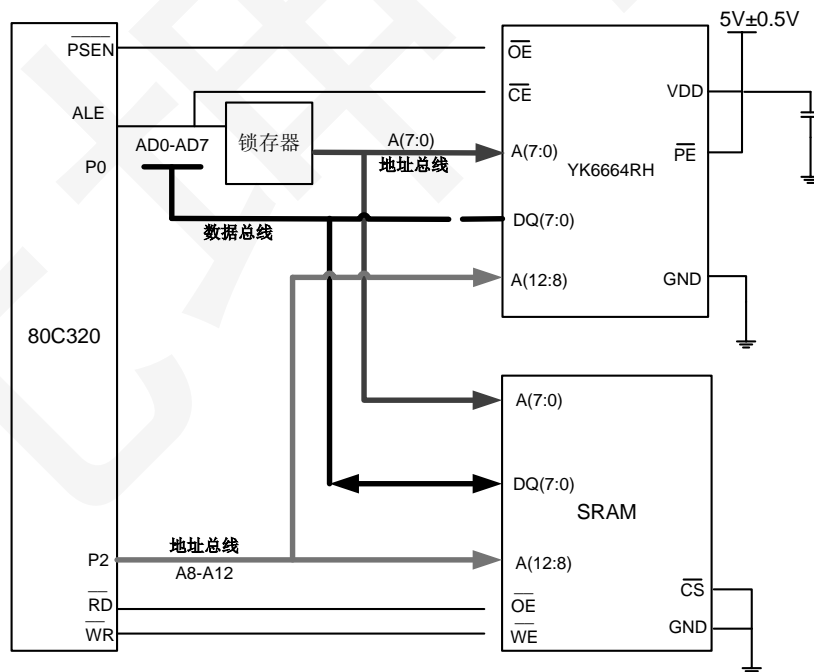 5V±0.5V
PSEN
OE
ALE
CE
VDD
P0
AD0-AD7
锁存器
A(7:0)
地址总线
A(7:0)
YK6664RH
PE
数据总线
DQ(7:0)
A(12:8)
GND
80C320
A(7:0)
DQ(7:0)
SRAM
P2
地址总线
A8-A12
A(12:8)
CS
RD
OE
GND
WR
WE